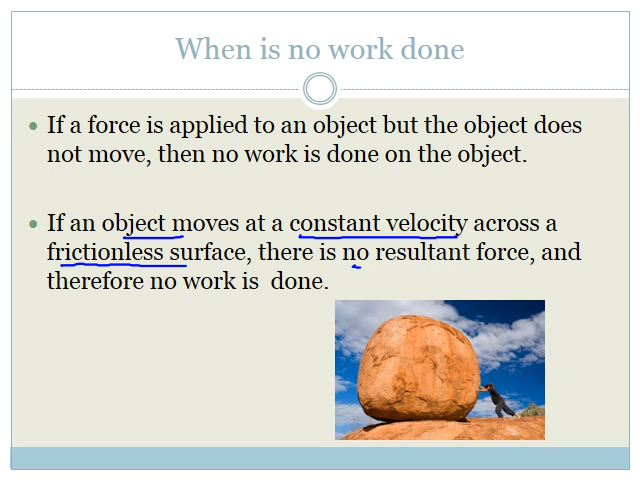 When is no work done
If a force is applied to an object but the object does
not move, then no work is done on the object.
If an object moves at a constant velocity across a
frictionless surface, there is no resultant force, and
therefore no work is  done.